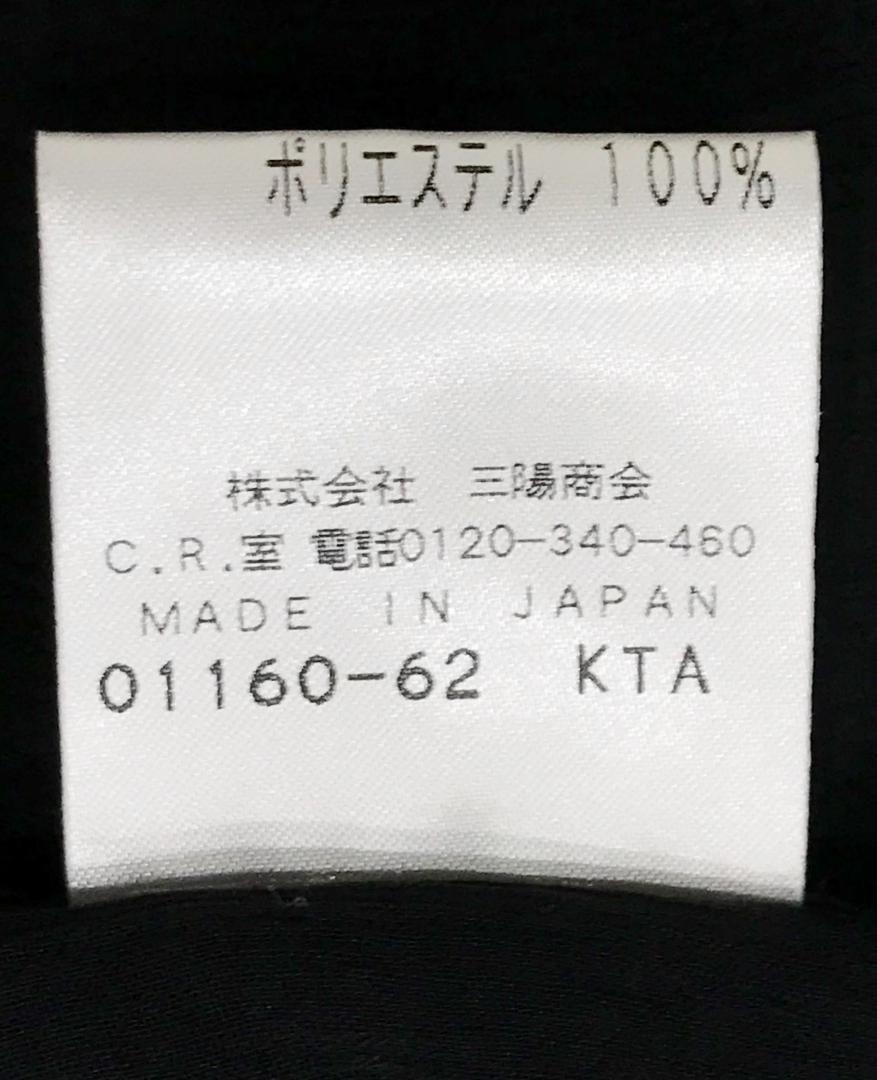 ポリエステル 100%
株式会社 三陽商会
C.R.室 電話0120-340-460
MADE IN JAPAN
01160-62 KTA